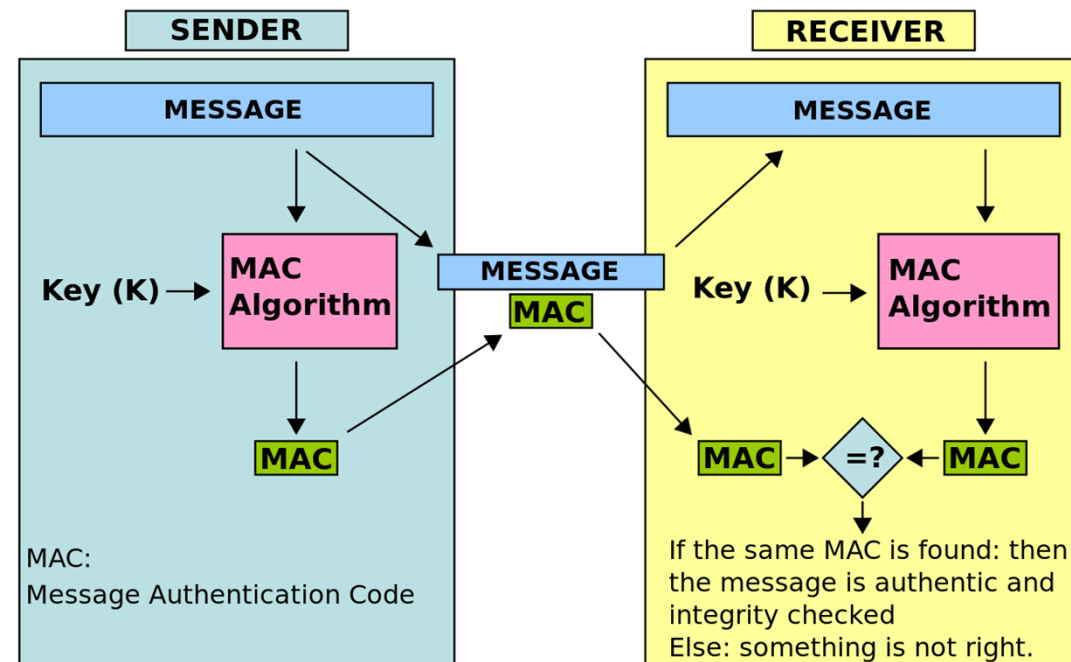 SENDER
RECEIVER
MESSAGE
MESSAGE
MAC
Algorithm
Key (K)
MESSAGE
MAC
Key (K)
MAC
Algorithm
MAC
MAC
=?
MAC
MAC:
Message Authentication Code
If the same MAC is found: then
the message is authentic and
integrity checked
Else: something is not right.